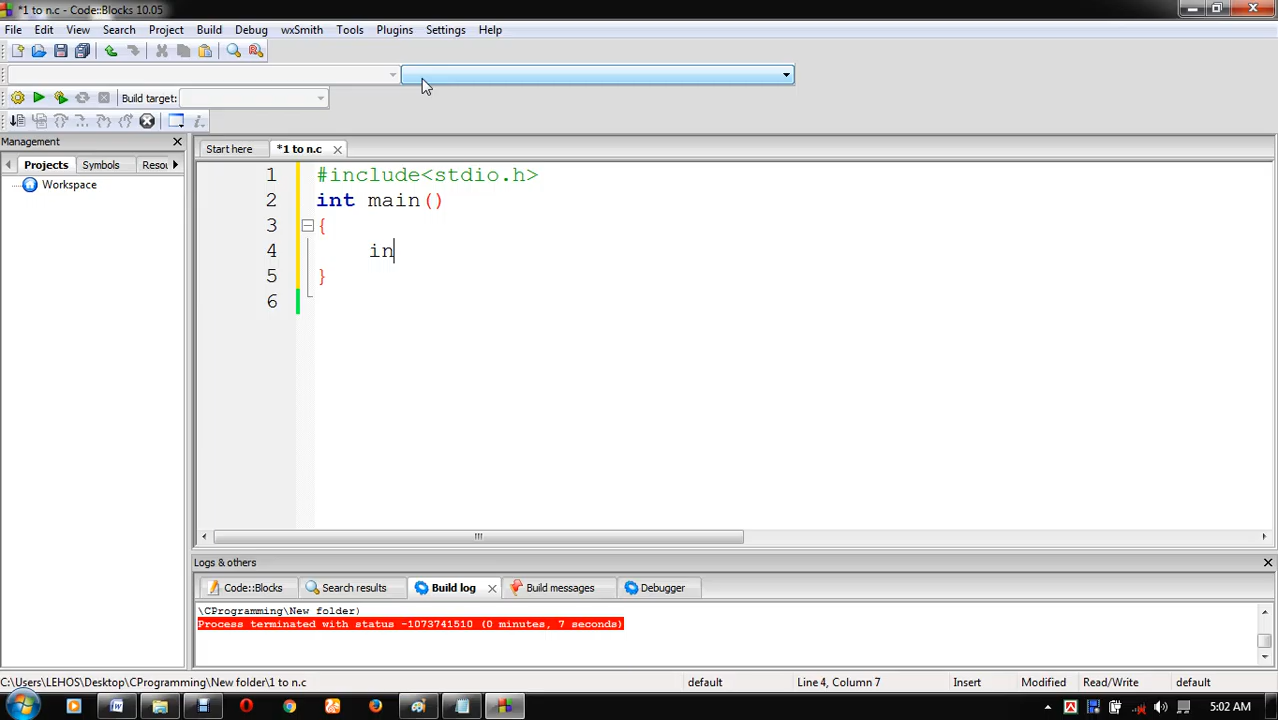 *1 to n.c - Code::Blocks 10.05
File Edit View Search Project Build Debug wxSmith Tools Plugins Settings Help
Build target:
Management
Projects Symbols Resou
Workspace
Start here *1 to n.c
1 #include<stdio.h>
2 int main()
3 {
4 in
5 }
6
Logs & others
Code::Blocks Search results Build log Build messages Debugger
\CProgramming\New folder)
Process terminated with status -1073741510 (0 minutes, 7 seconds)
C:\Users\LEHOS\Desktop\CProgramming\New folder\1 to n.c default Line 4, Column 7 Insert Modified Read/Write default
5:02 AM